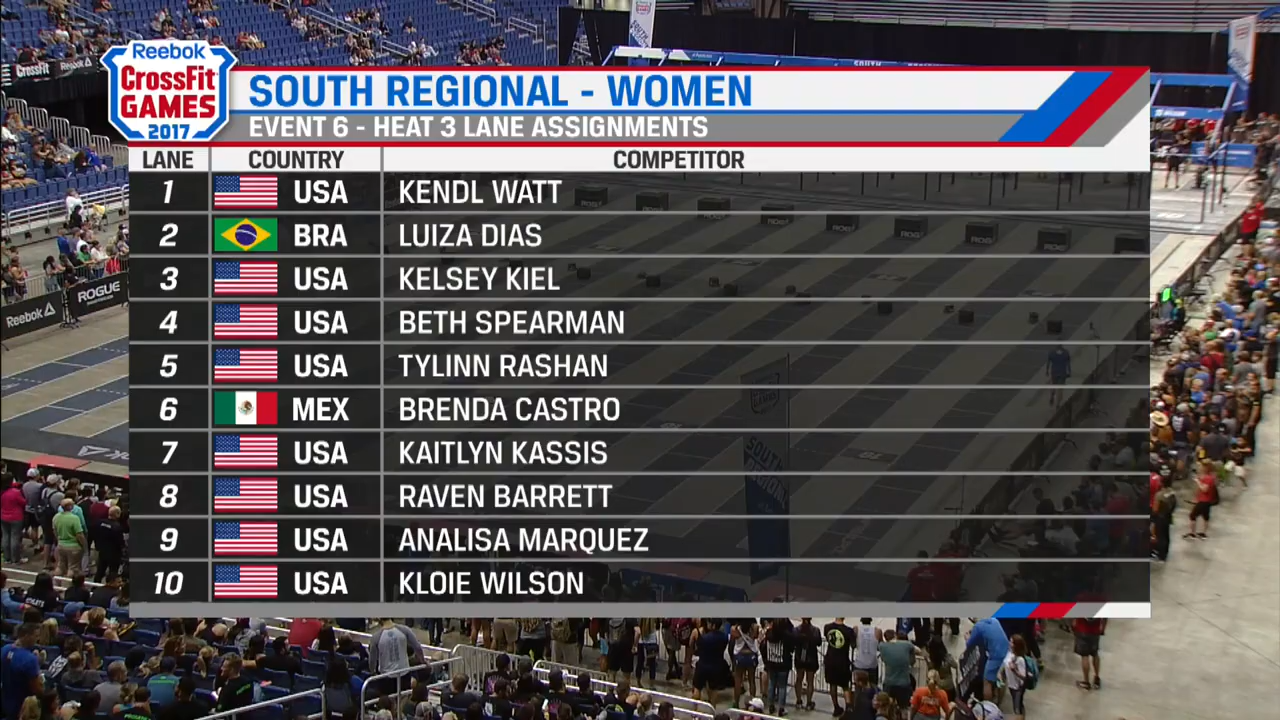 Reebok
CrossFit
GAMES
2017
SOUTH REGIONAL - WOMEN
EVENT 6 - HEAT 3 LANE ASSIGNMENTS
LANE COUNTRY COMPETITOR
1 USA KENDL WATT
2 BRA LUIZA DIAS
3 USA KELSEY KIEL
4 USA BETH SPEARMAN
5 USA TYLINN RASHAN
6 MEX BRENDA CASTRO
7 USA KAITLYN KASSIS
8 USA RAVEN BARRETT
9 USA ANALISA MARQUEZ
10 USA KLOIE WILSON
CrossFit Reebok
Reebok
ROGUE
SOUTH